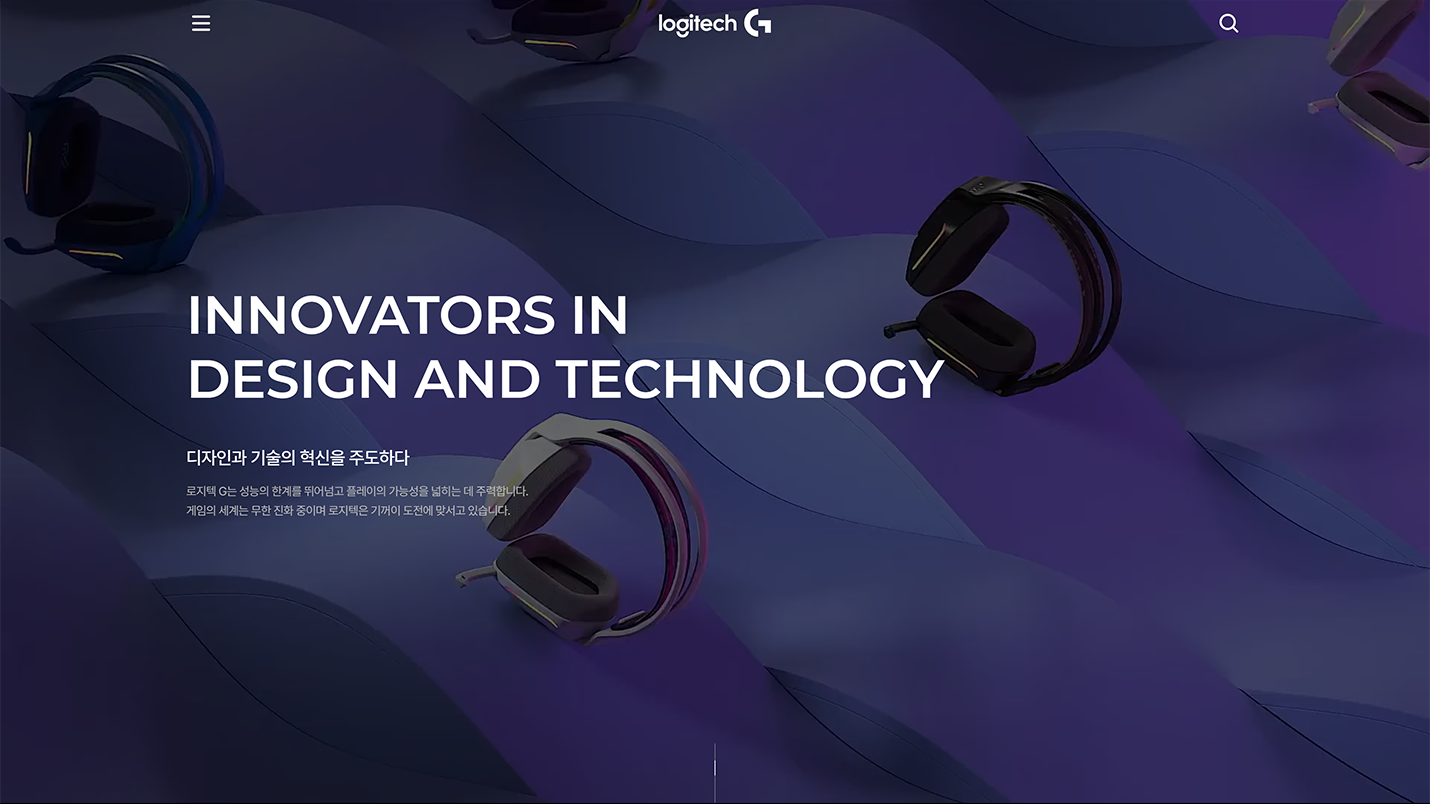 logitech G
INNOVATORS IN
DESIGN AND TECHNOLOGY
디자인과 기술의 혁신을 주도하다
로지텍 G는 성능의 한계를 뛰어넘고 플레이의 가능성을 넓히는 데 주력합니다.
게임의 세계는 무한 진화 중이며 로지텍은 기꺼이 도전에 맞서고 있습니다.